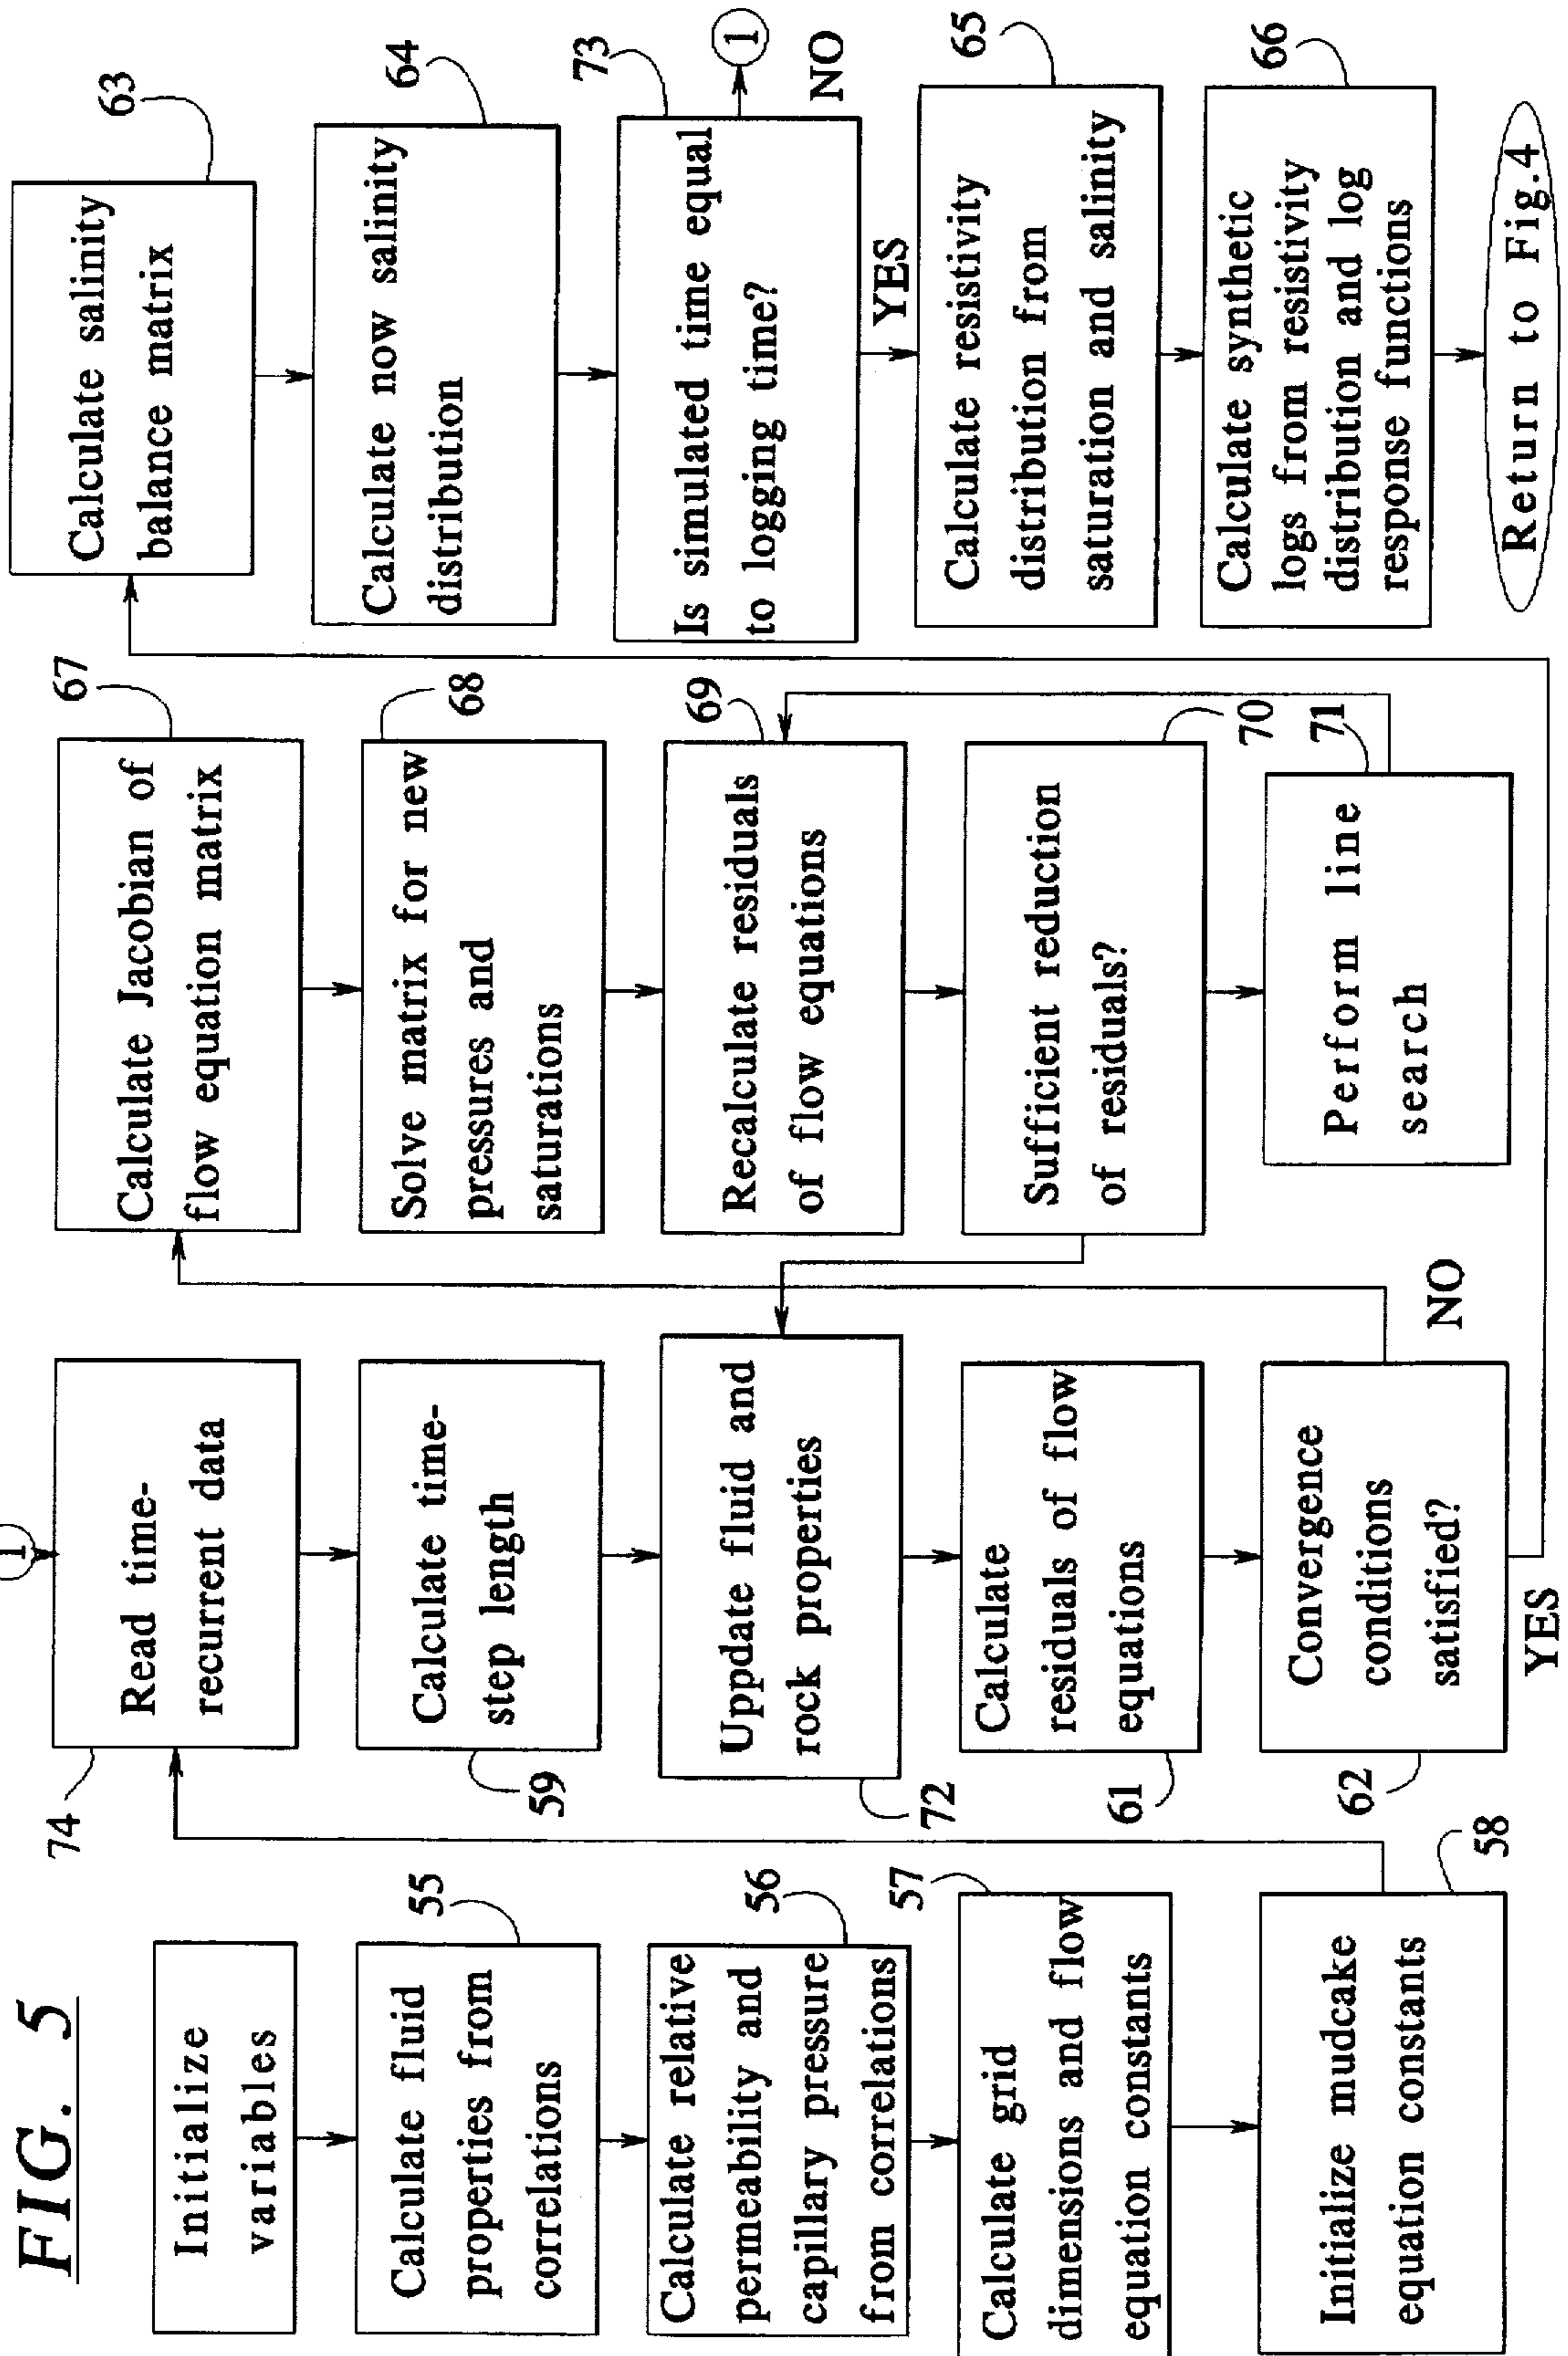 FIG. 5
Initialize
variables
Calculate fluid
properties from
correlations
55
Calculate relative
permeability and
capillary pressure
from correlations
56
Calculate grid
dimensions and flow
equation constants
57
Initialize mudcake
equation constants
58
1
Read time-
recurrent data
74
Calculate time-
step length
59
Uppdate fluid and
rock properties
72
Calculate
residuals of flow
equations
61
Convergence
conditions
satisfied?
62
NO
YES
Calculate Jacobian of
flow equation matrix
67
Solve matrix for new
pressures and
saturations
68
Recalculate residuals
of flow equations
69
Sufficient reduction
of residuals?
70
Perform line
search
71
Calculate salinity
balance matrix
63
Calculate now salinity
distribution
64
Is simulated time equal
to logging time?
73
1
NO
YES
Calculate resistivity
distribution from
saturation and salinity
65
Calculate synthetic
logs from resistivity
distribution and log
response functions
66
Return to Fig.4